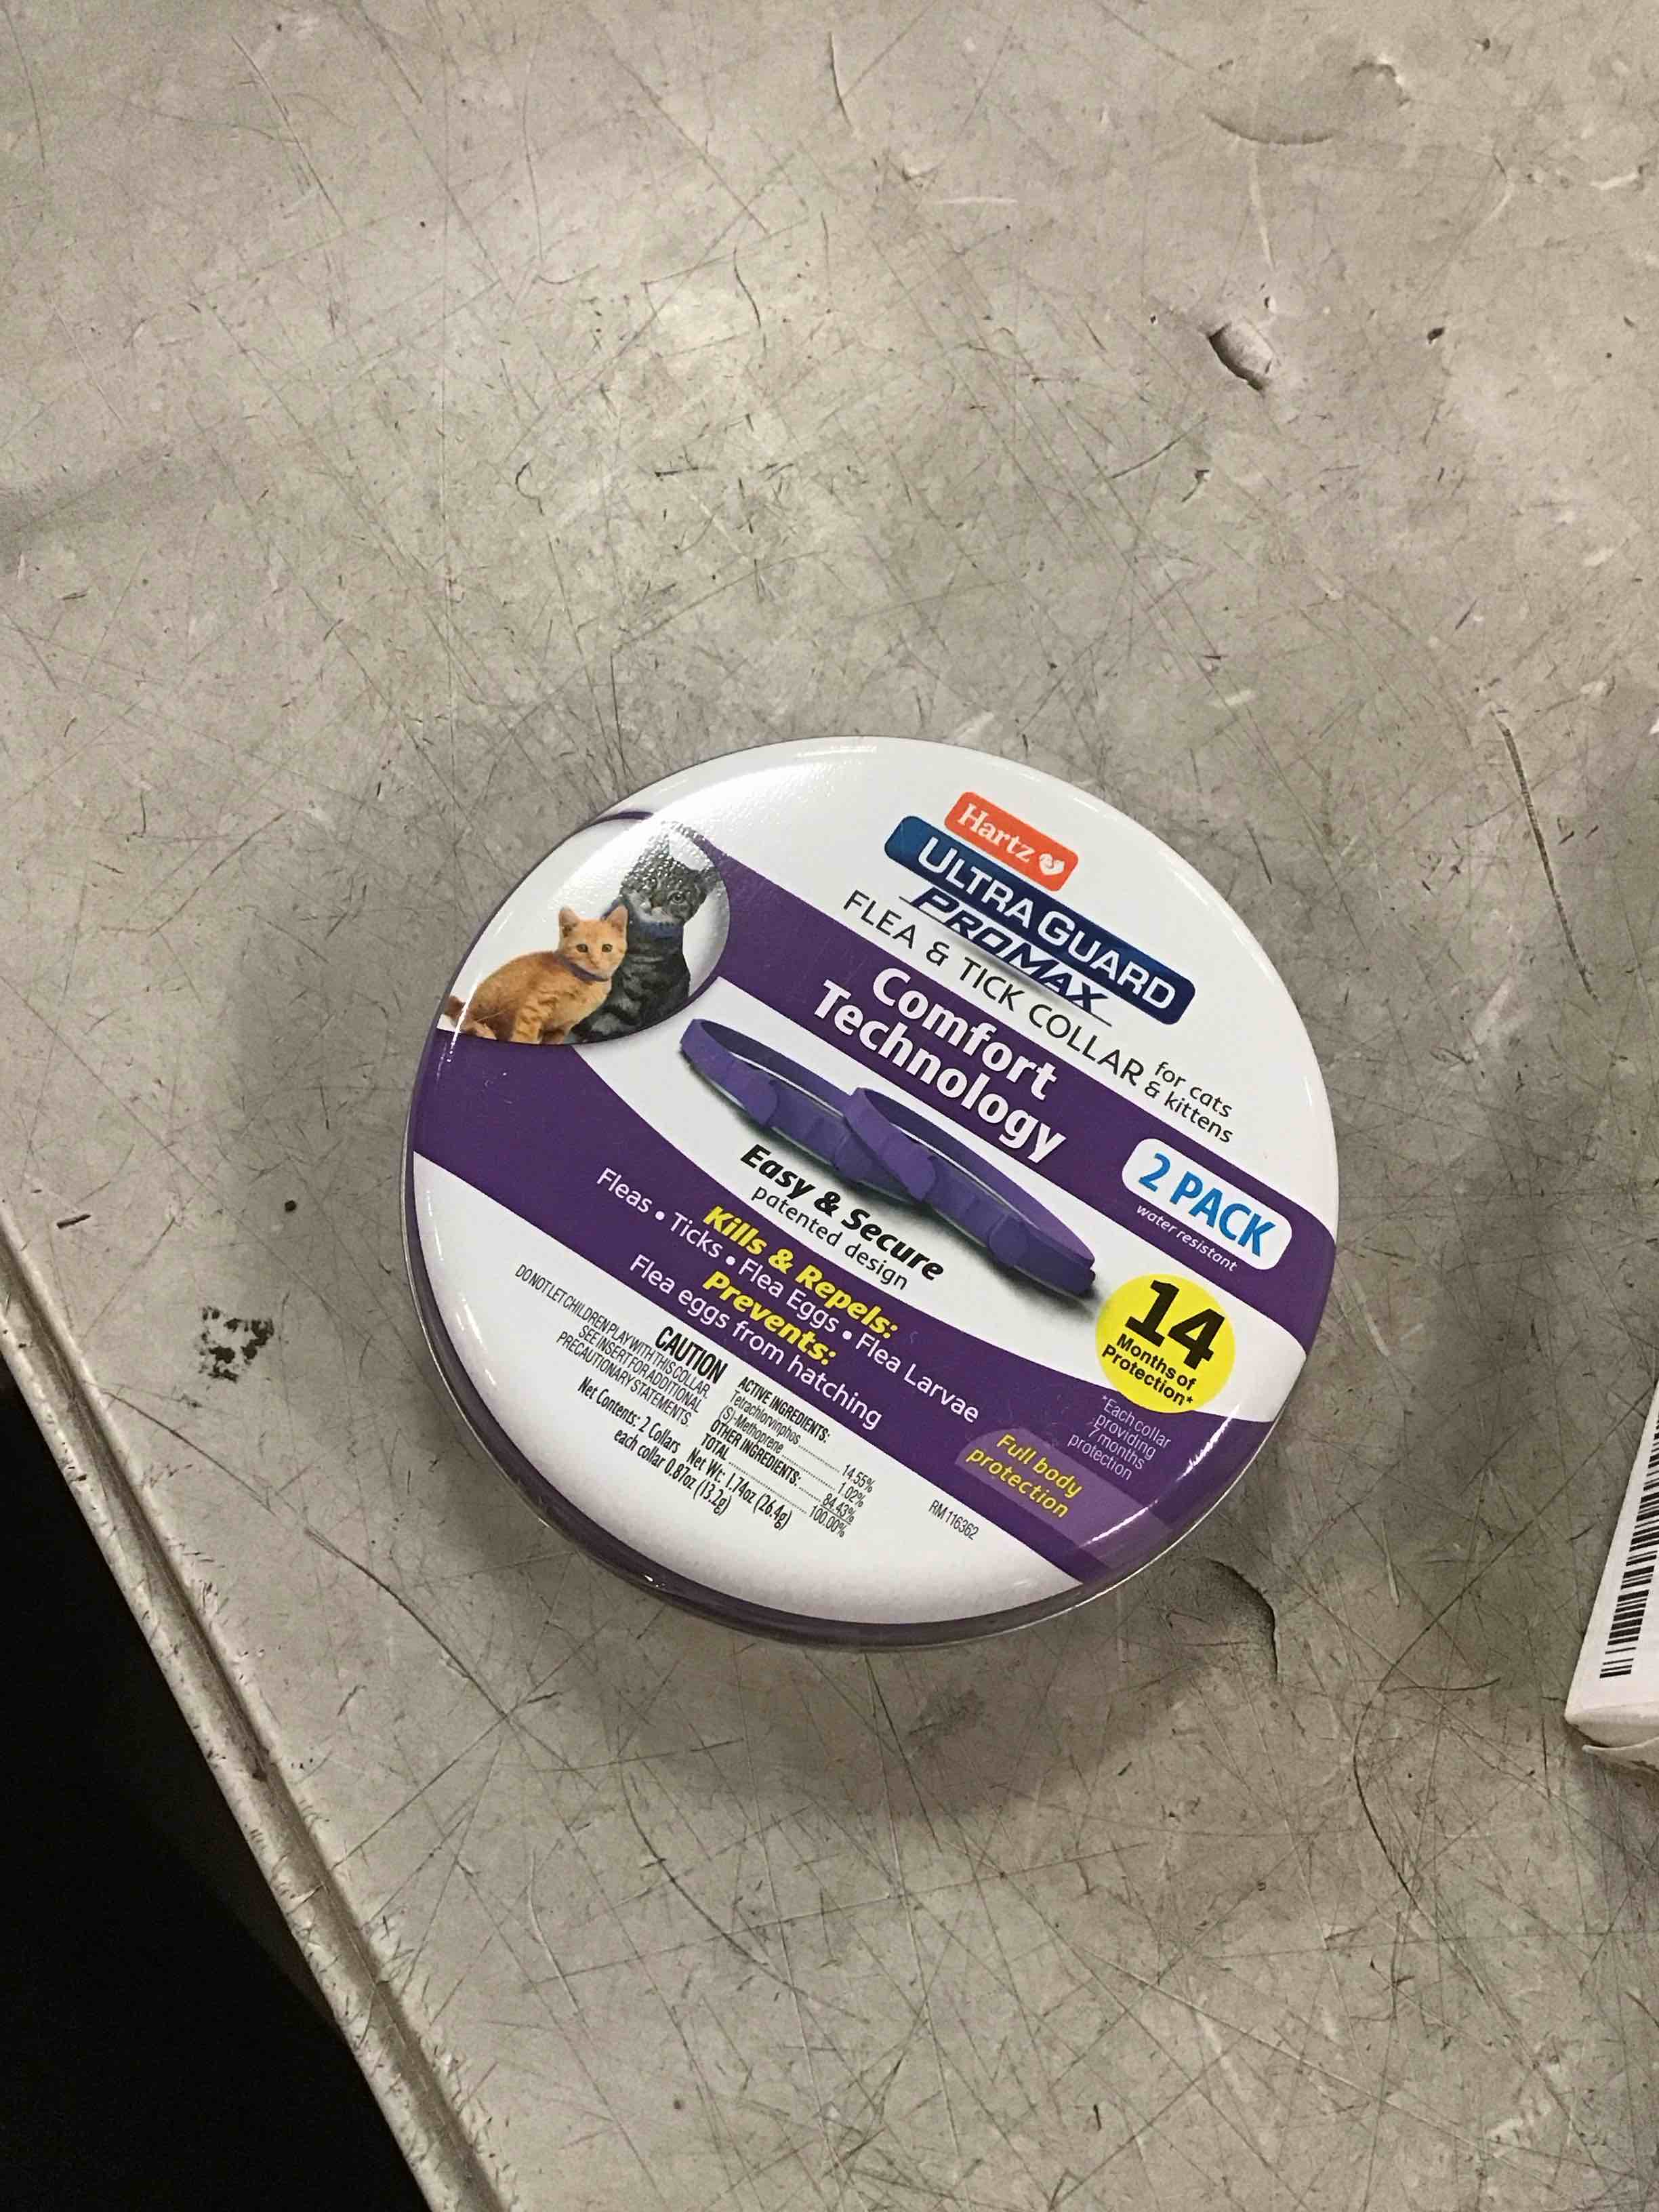 Hartz
ULTRAGUARD
PROMAX
FLEA & TICK COLLAR for cats & kittens
Comfort
Technology
2 PACK
water resistant
Easy & Secure
patented design
14
Months of
Protection*
*Each collar
providing
7 months
protection
Kills & Repels:
Fleas • Ticks • Flea Eggs • Flea Larvae
Prevents:
Flea eggs from hatching
Full body
protection
CAUTION
DO NOT LET CHILDREN PLAY WITH THIS COLLAR.
SEE INSERT FOR ADDITIONAL
PRECAUTIONARY STATEMENTS.
Net Contents: 2 Collars Net Wt: 1.74oz (26.4g)
each collar 0.87oz (13.2g)
ACTIVE INGREDIENTS:
Tetrachlorvinphos 14.55%
(S)-Methoprene 1.02%
OTHER INGREDIENTS: 84.43%
TOTAL 100.00%
RM 116362